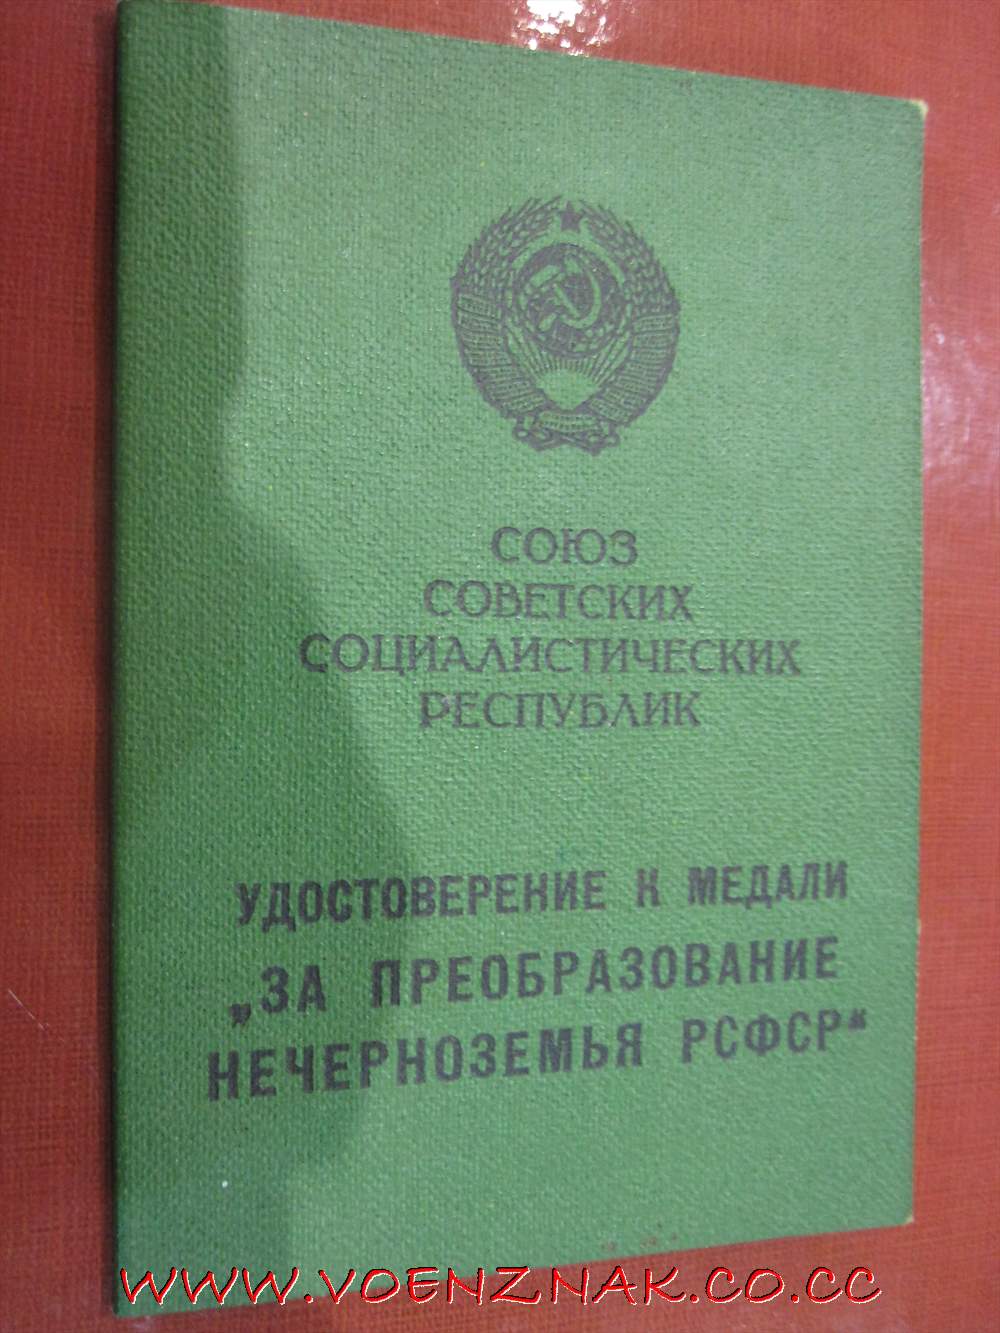 СОЮЗ
СОВЕТСКИХ
СОЦИАЛИСТИЧЕСКИХ
РЕСПУБЛИК
УДОСТОВЕРЕНИЕ К МЕДАЛИ
„ЗА ПРЕОБРАЗОВАНИЕ
НЕЧЕРНОЗЕМЬЯ РСФСР“
WWW.VOENZNAK.CO.CC